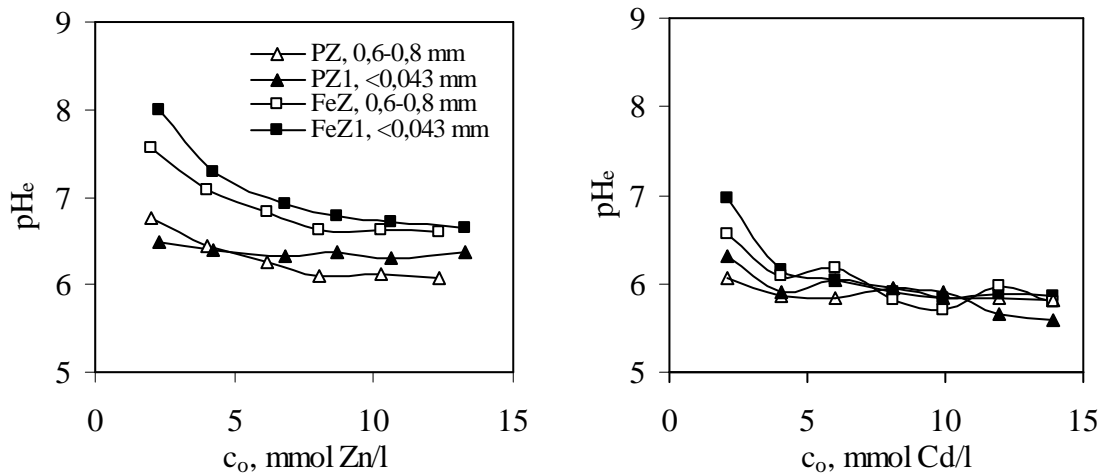 9
8
7
6
5
pHe
0 5 10 15
co, mmol Zn/l
PZ, 0,6-0,8 mm
PZ1, <0,043 mm
FeZ, 0,6-0,8 mm
FeZ1, <0,043 mm
9
8
7
6
5
pHe
0 5 10 15
co, mmol Cd/l